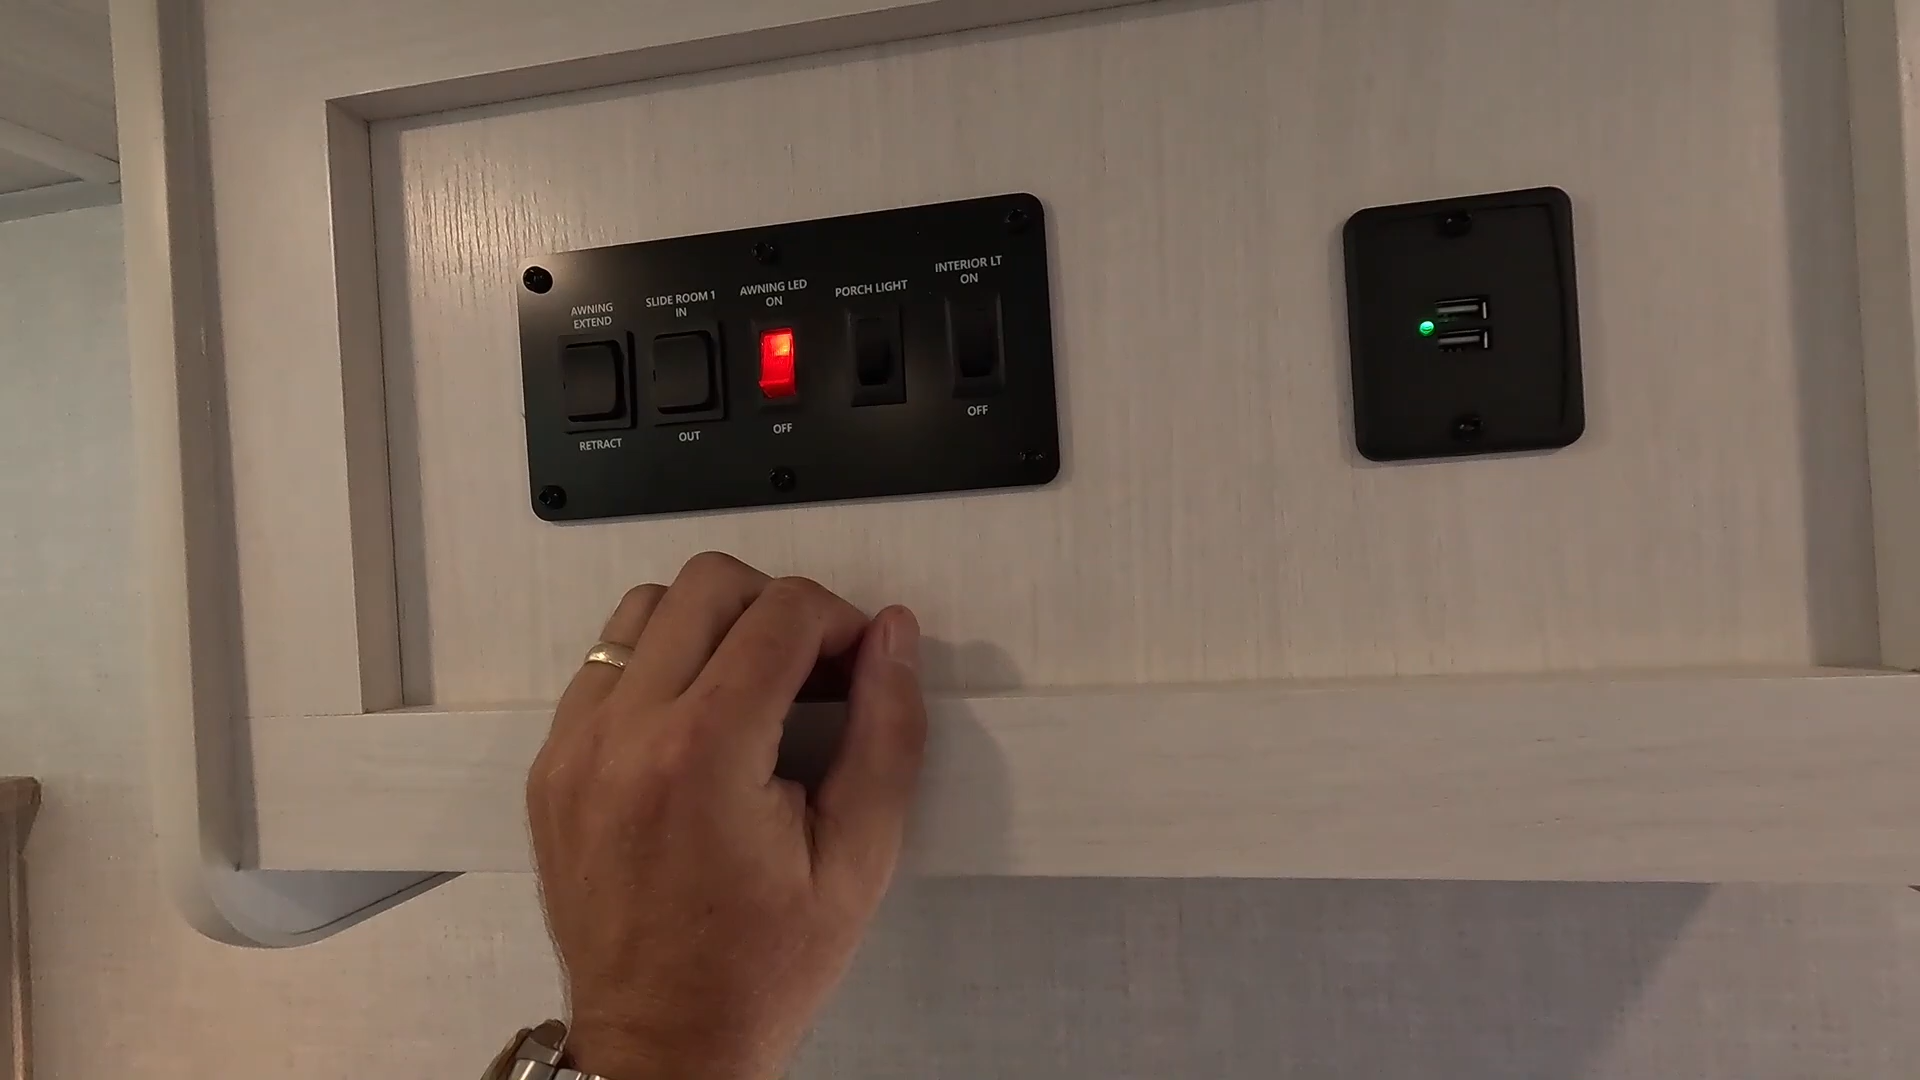 AWNING
EXTEND
RETRACT
SLIDE ROOM 1
IN
OUT
AWNING LED
ON
OFF
PORCH LIGHT
INTERIOR LT
ON
OFF